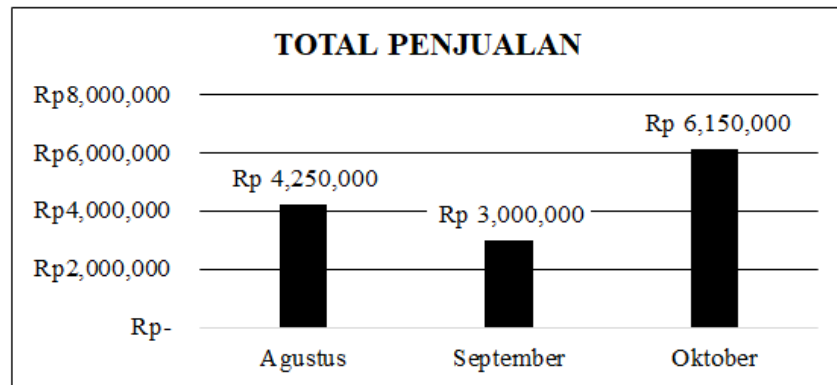 TOTAL PENJUALAN
Rp8,000,000
Rp 6,150,000
Rp6,000,000
Rp 4,250,000
Rp4,000,000
Rp 3,000,000
Rp2,000,000
Rp-
Agustus September Oktober